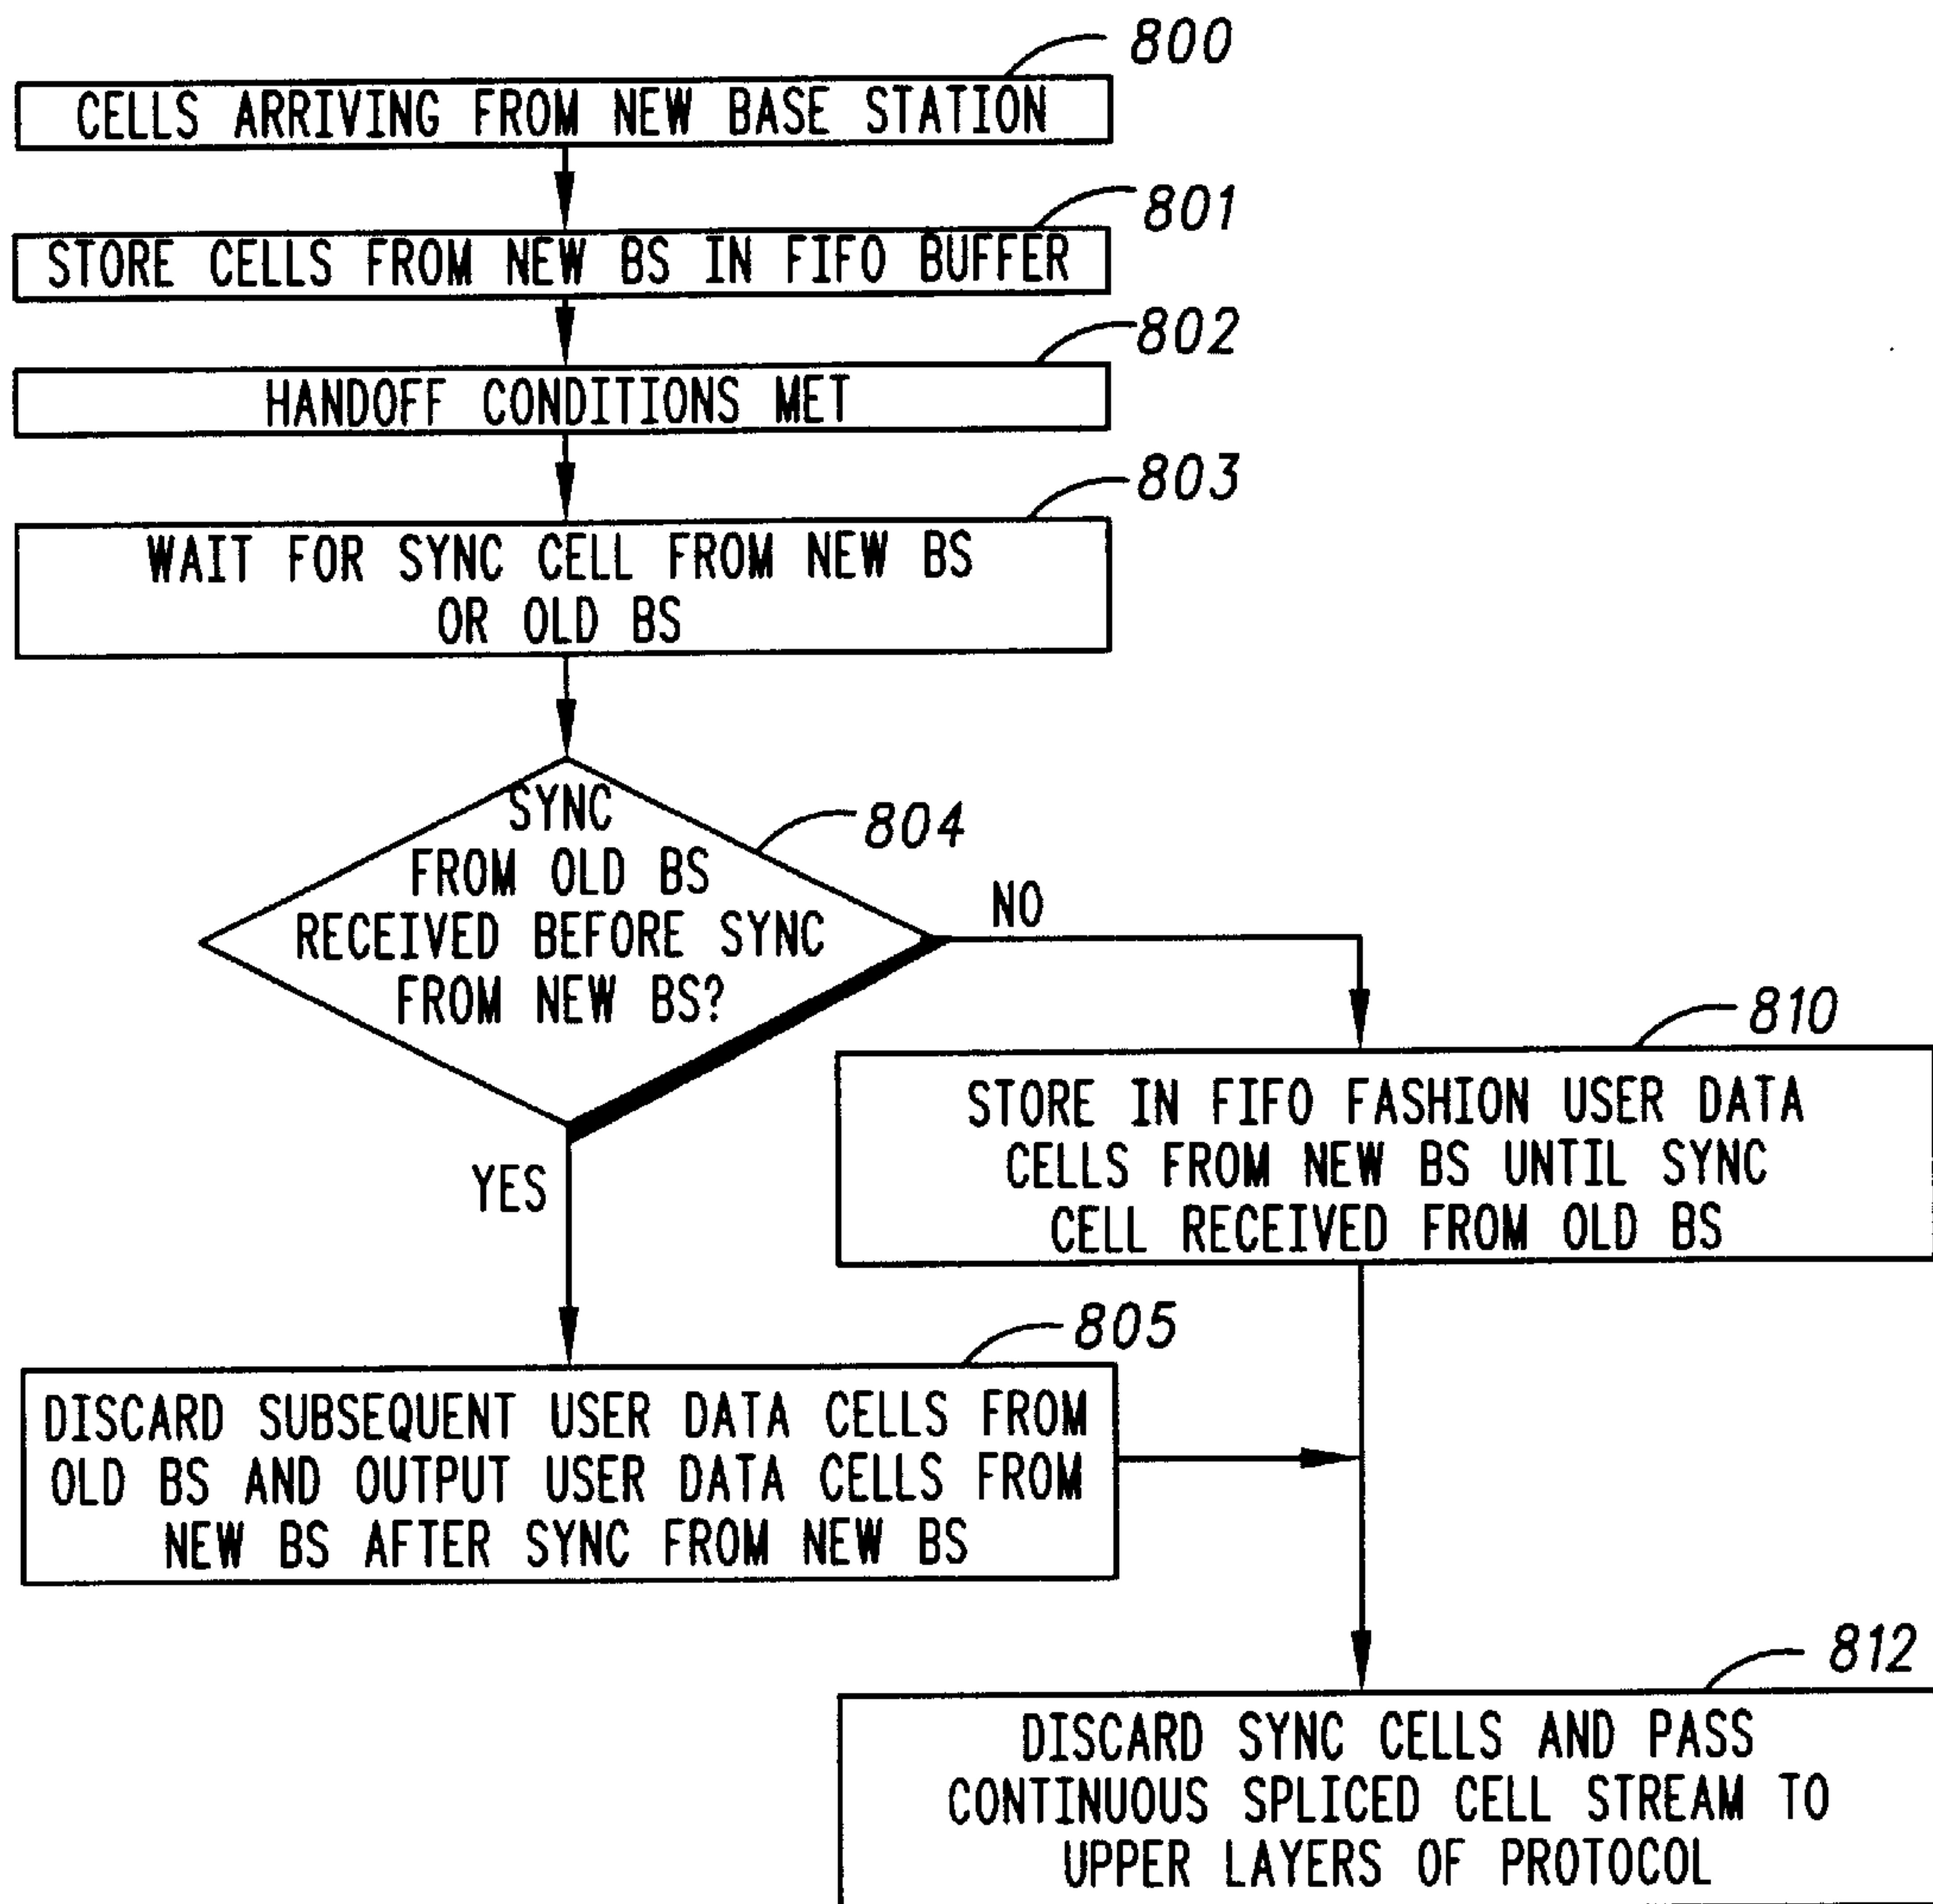 800
CELLS ARRIVING FROM NEW BASE STATION
801
STORE CELLS FROM NEW BS IN FIFO BUFFER
802
HANDOFF CONDITIONS MET
803
WAIT FOR SYNC CELL FROM NEW BS
OR OLD BS
804
SYNC
FROM OLD BS
RECEIVED BEFORE SYNC
FROM NEW BS?
NO
YES
810
STORE IN FIFO FASHION USER DATA
CELLS FROM NEW BS UNTIL SYNC
CELL RECEIVED FROM OLD BS
805
DISCARD SUBSEQUENT USER DATA CELLS FROM
OLD BS AND OUTPUT USER DATA CELLS FROM
NEW BS AFTER SYNC FROM NEW BS
812
DISCARD SYNC CELLS AND PASS
CONTINUOUS SPLICED CELL STREAM TO
UPPER LAYERS OF PROTOCOL